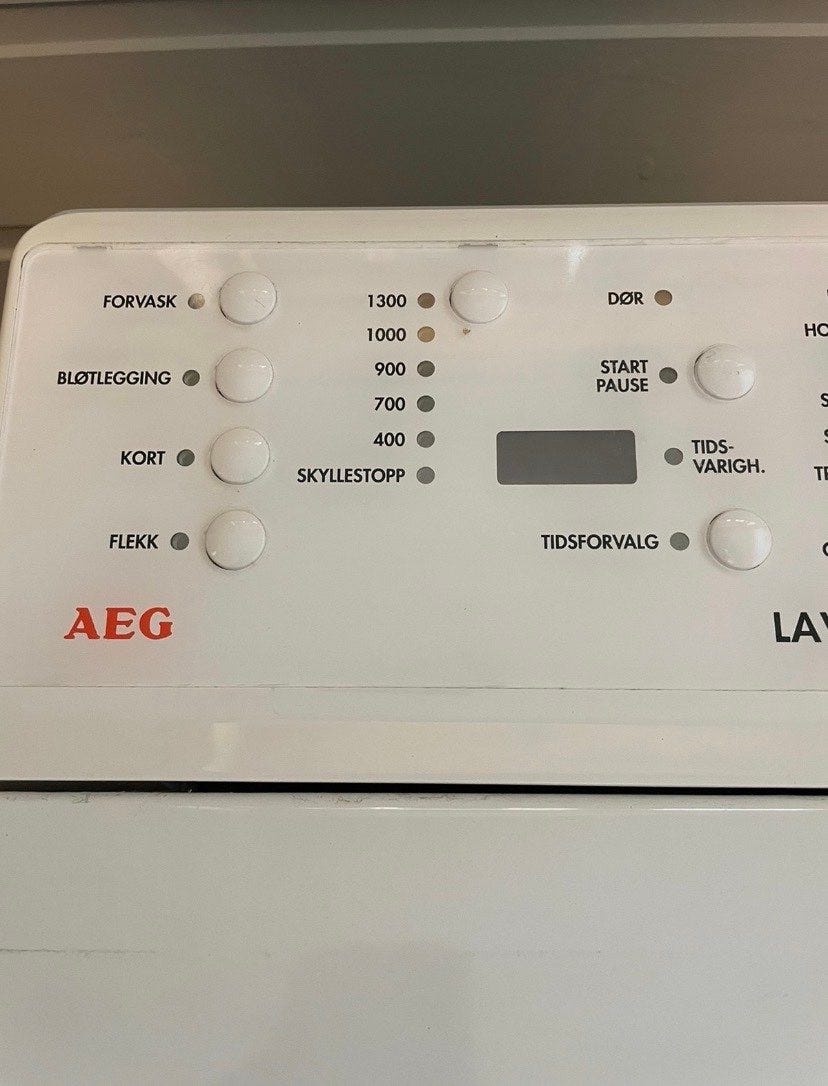 FORVASK
BLØTLEGGING
KORT
FLEKK
1300
1000
900
700
400
SKYLLESTOPP
DØR
START
PAUSE
TIDS-
VARIGH.
TIDSFORVALG
AEG